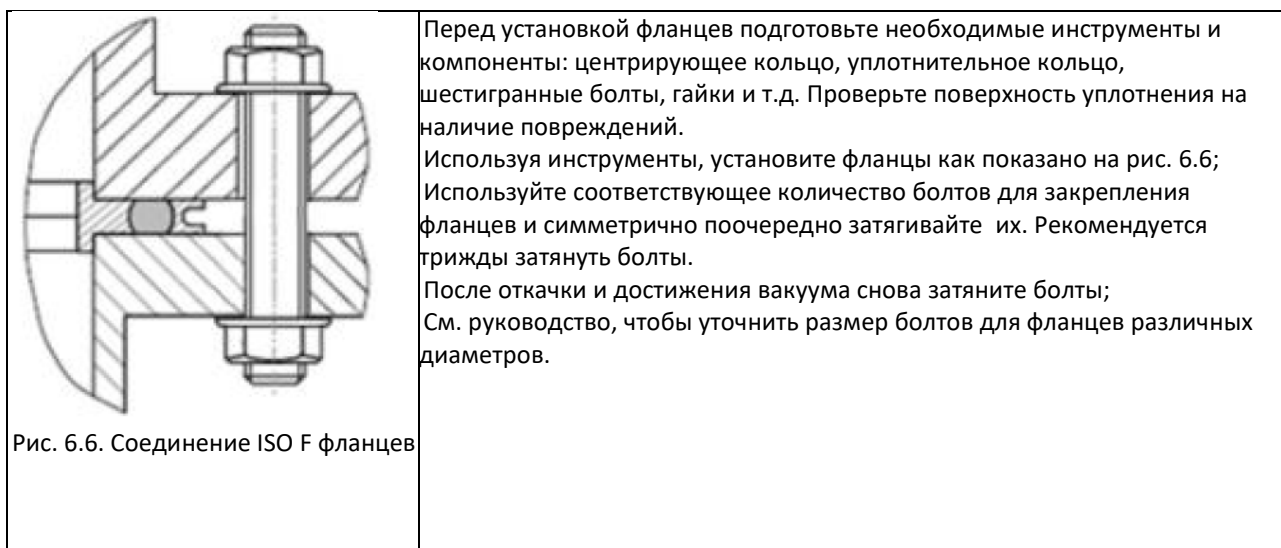 Перед установкой фланцев подготовьте необходимые инструменты и
компоненты: центрирующее кольцо, уплотнительное кольцо,
шестигранные болты, гайки и т.д. Проверьте поверхность уплотнения на
наличие повреждений.
Используя инструменты, установите фланцы как показано на рис. 6.6;
Используйте соответствующее количество болтов для закрепления
фланцев и симметрично поочередно затягивайте  их. Рекомендуется
трижды затянуть болты.
После откачки и достижения вакуума снова затяните болты;
См. руководство, чтобы уточнить размер болтов для фланцев различных
диаметров.
Рис. 6.6. Соединение ISO F фланцев